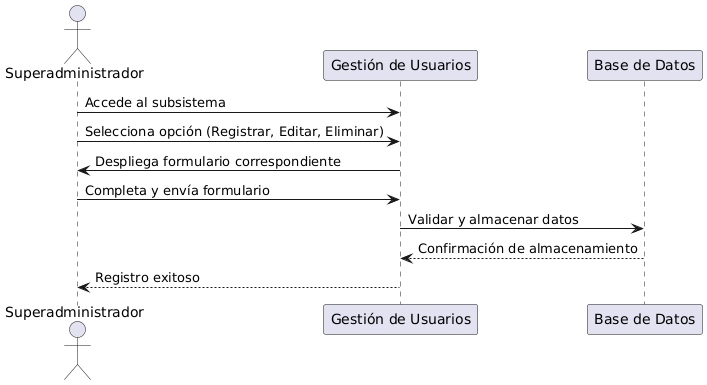 Superadministrador
Gestión de Usuarios
Base de Datos
Accede al subsistema
Selecciona opción (Registrar, Editar, Eliminar)
Despliega formulario correspondiente
Completa y envía formulario
Validar y almacenar datos
Confirmación de almacenamiento
Registro exitoso
Superadministrador
Gestión de Usuarios
Base de Datos